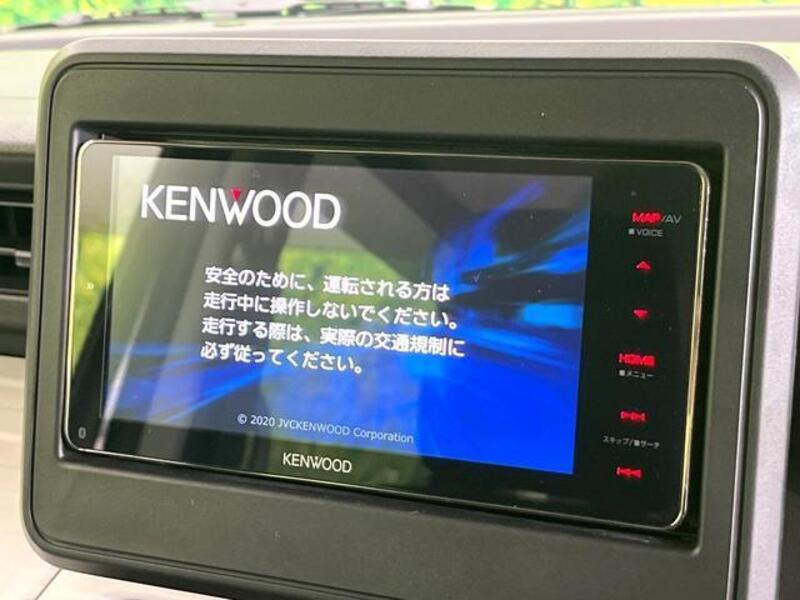 KENWOOD
安全のために、運転される方は
走行中に操作しないでください。
走行する際は、実際の交通規制に
必ず従ってください。
© 2020 JVCKENWOOD Corporation
KENWOOD
MAP/AV
■ VOICE
HOME
■メニュー
スキップ/■サーチ